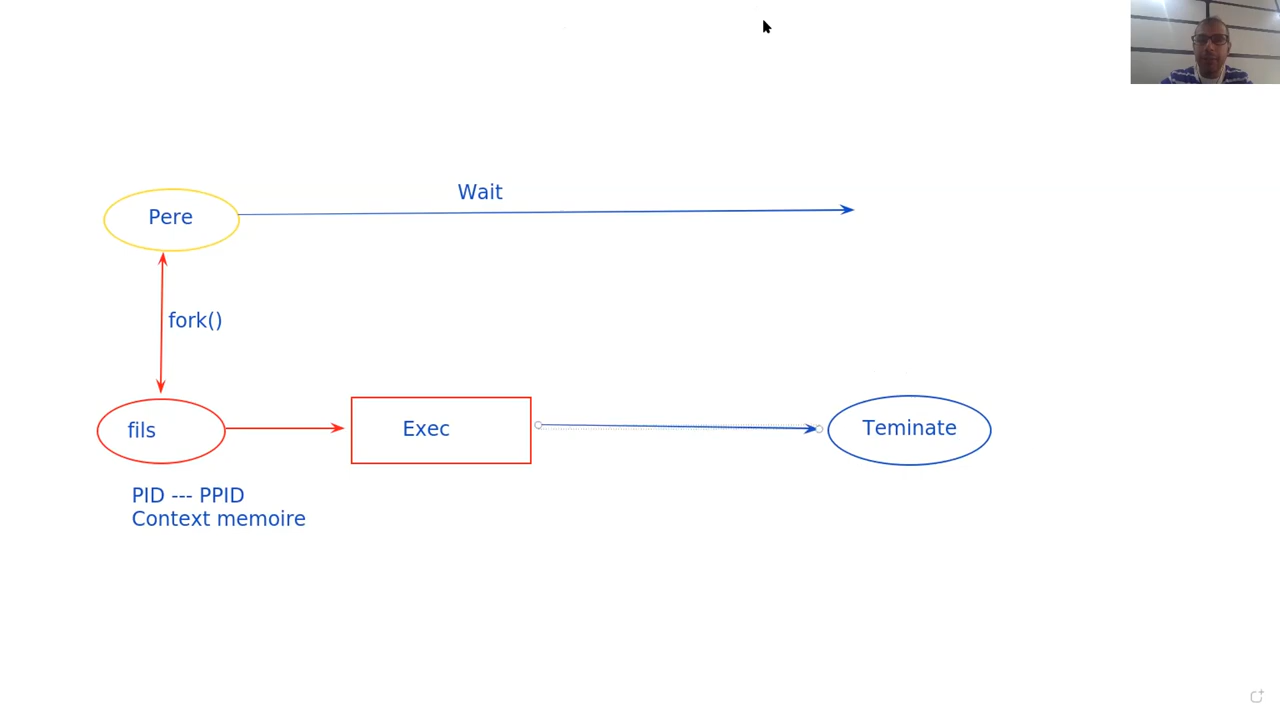 Wait
Pere
fork()
fils
Exec
Teminate
PID --- PPID
Context memoire